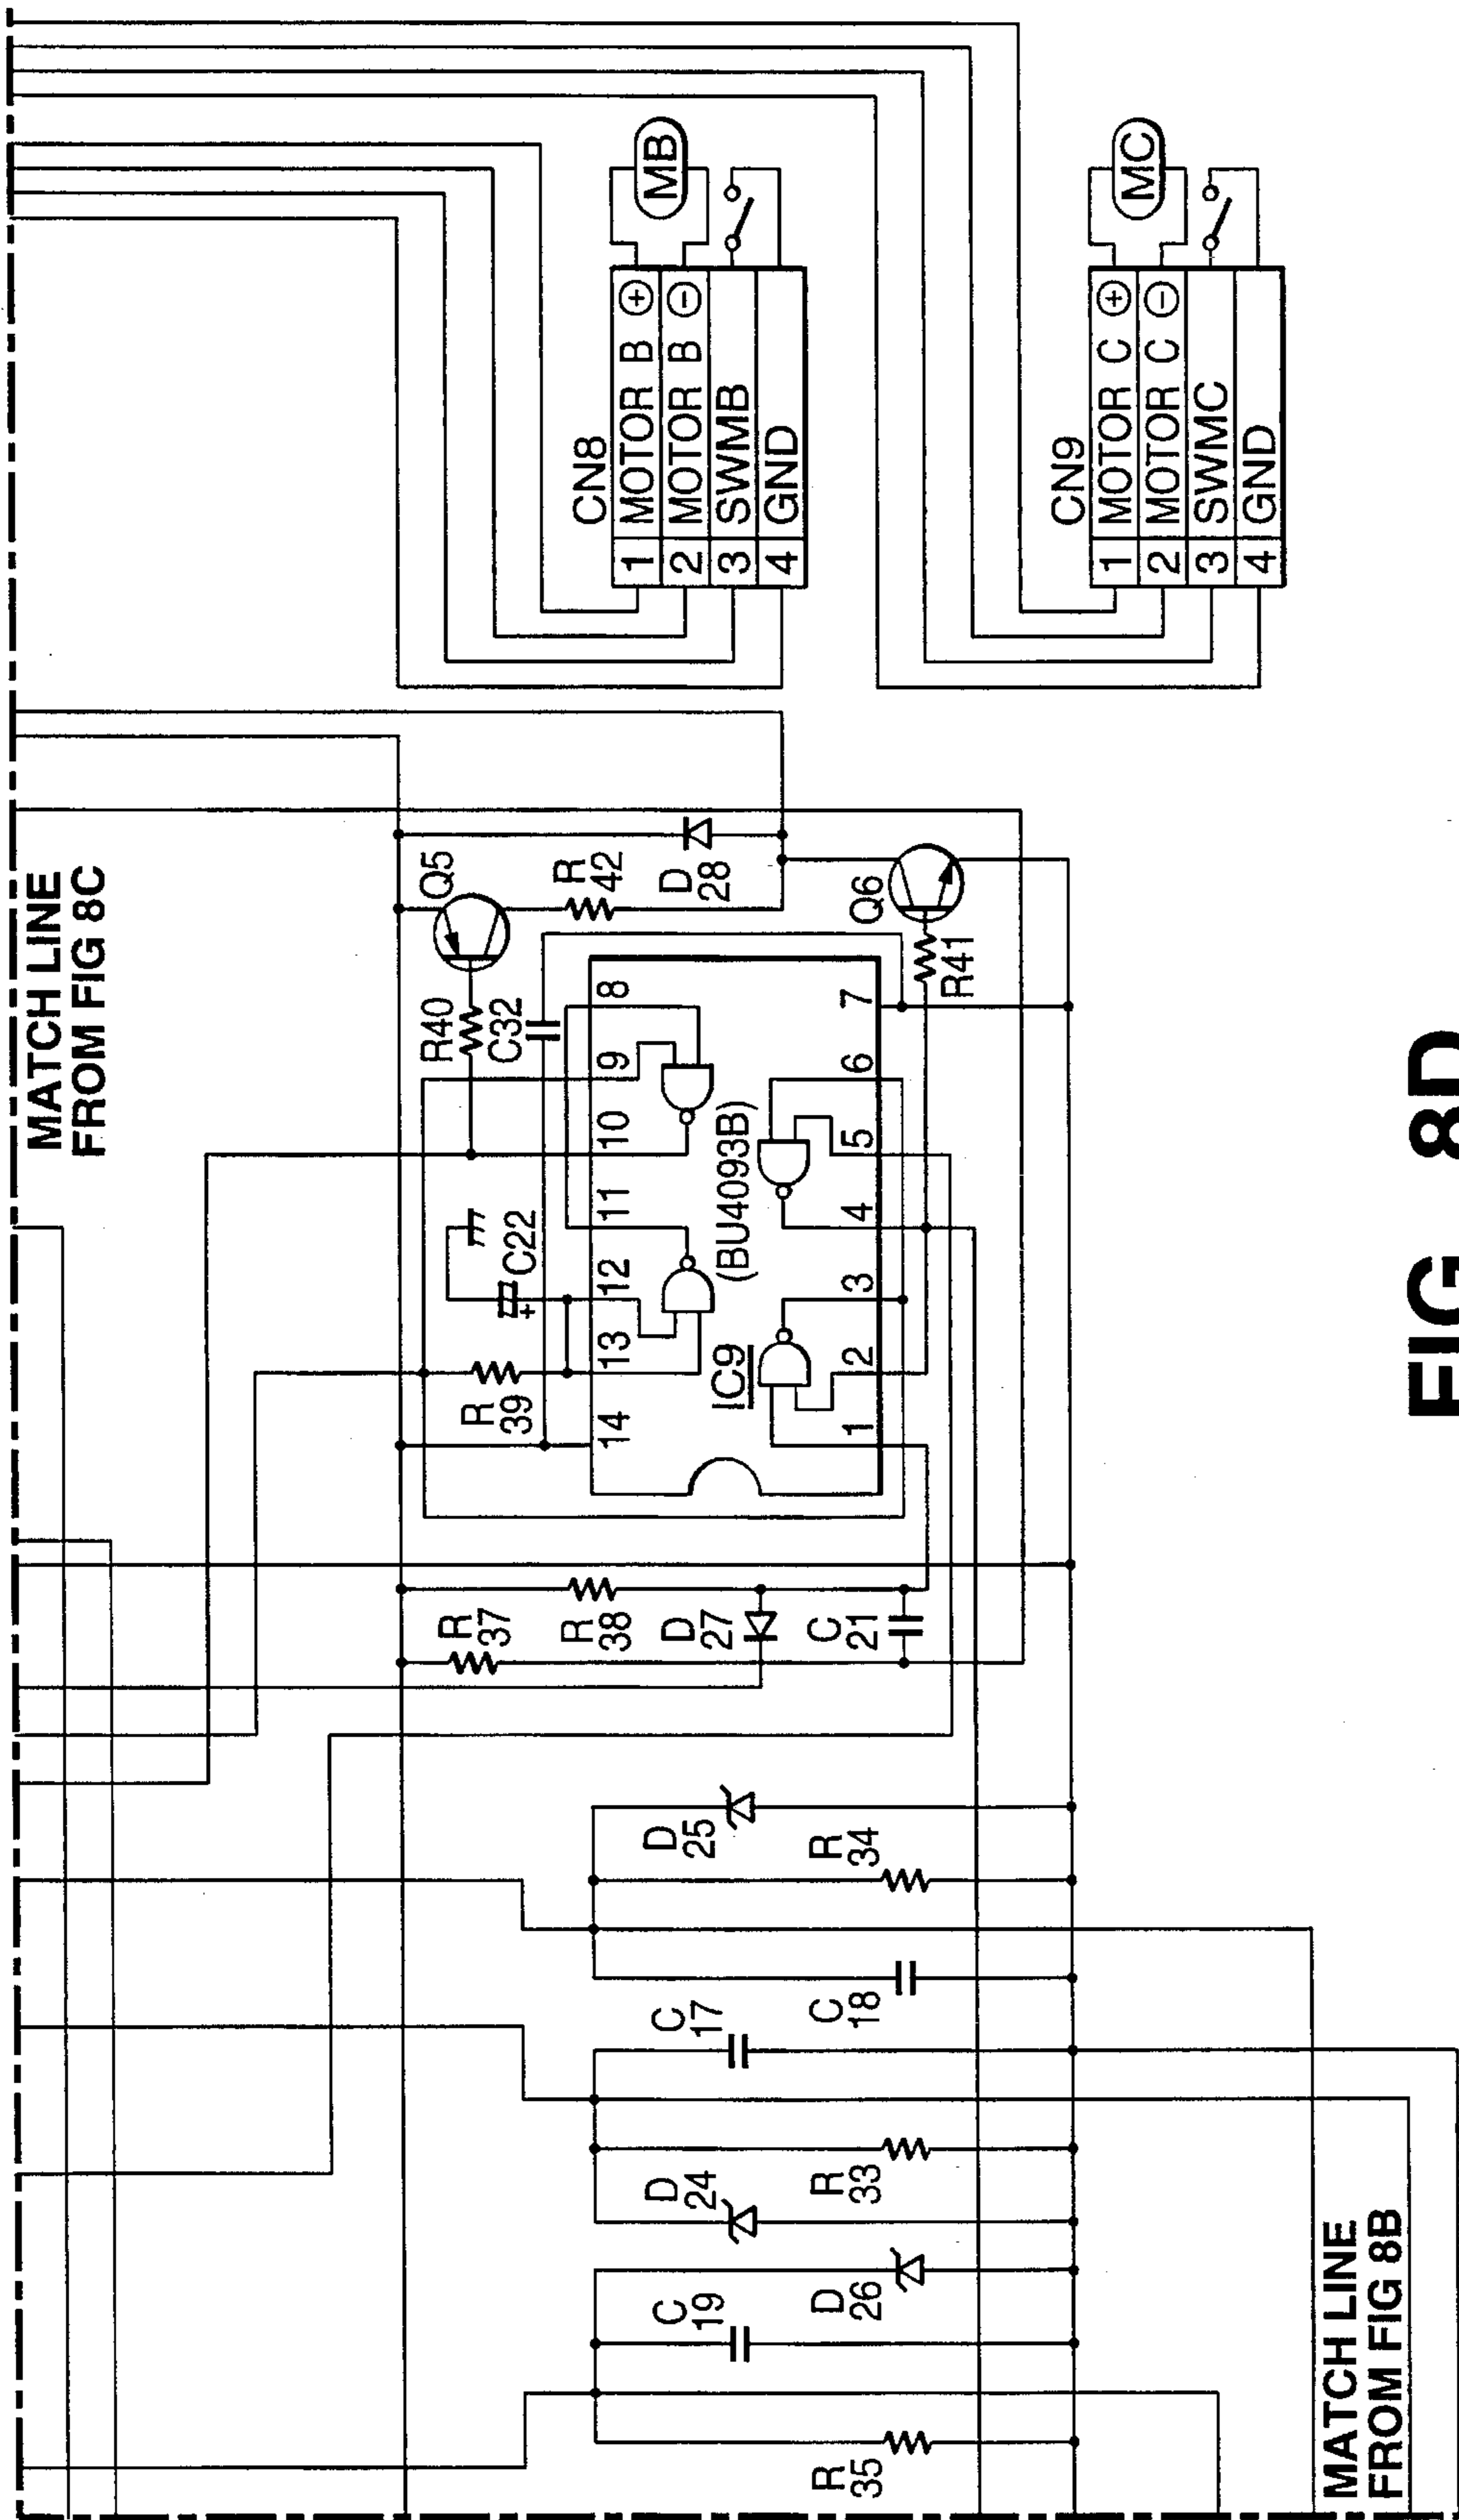 MATCH LINE
FROM FIG 8C
CN8
1 MOTOR B +
2 MOTOR B −
3 SWMB
4 GND
MB
CN9
1 MOTOR C +
2 MOTOR C −
3 SWMC
4 GND
MC
Q5
R
42
D
28
Q6
R40
C32
R41
C22
+
R
39
14 13 12 11 10 9 8
IC9
(BU4093B)
1 2 3 4 5 6 7
R
37
R
38
D
27
C
21
D
25
R
34
C
17
C
18
D
24
R
33
C
19
D
26
R
35
MATCH LINE
FROM FIG 8B
FIG 8D